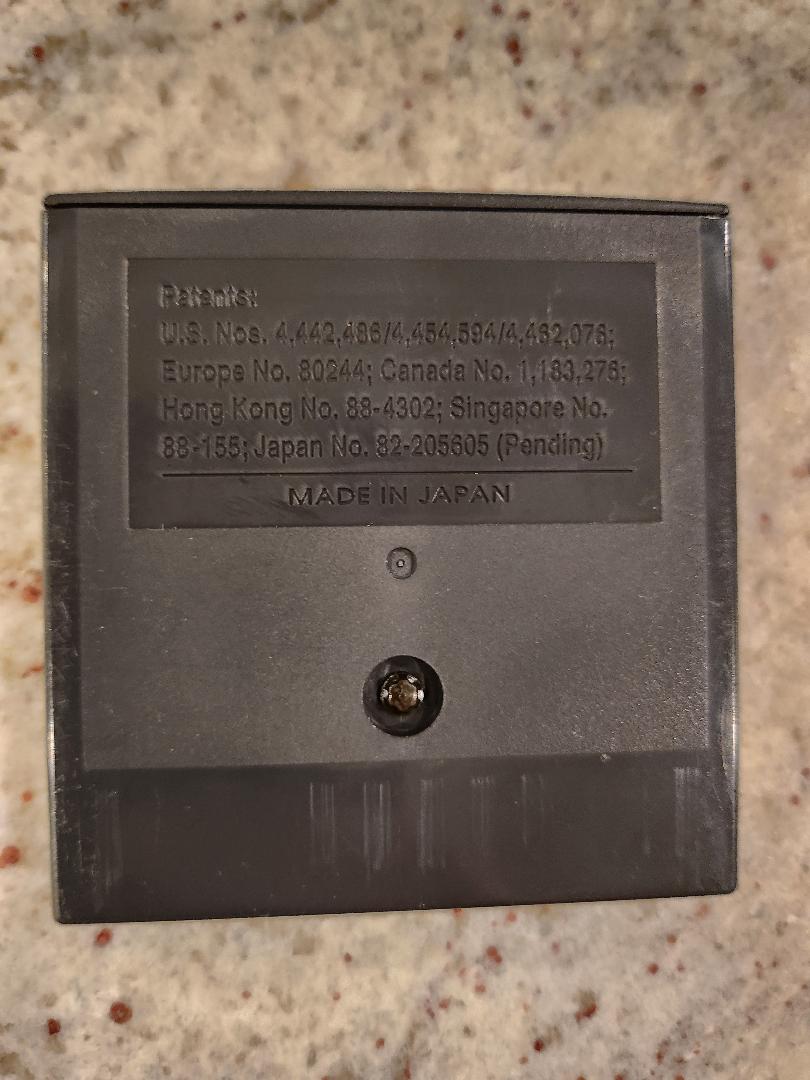 Patents:
U.S. Nos. 4,442,486/4,454,594/4,462,076;
Europe No. 80244; Canada No. 1,183,276;
Hong Kong No. 88-4302; Singapore No.
88-155; Japan No. 82-205605 (Pending)
MADE IN JAPAN